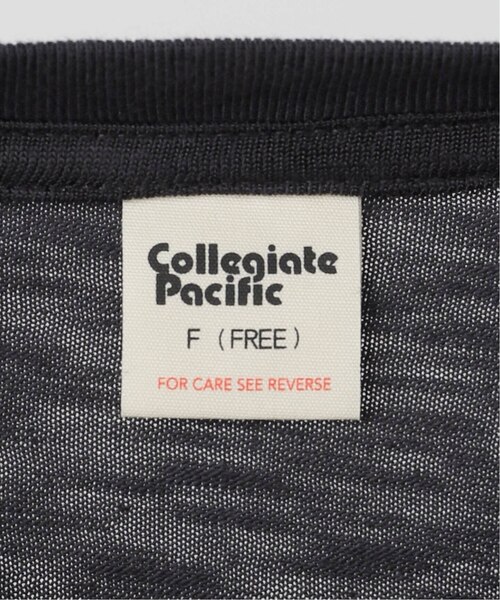 Collegiate
Pacific
F (FREE)
FOR CARE SEE REVERSE